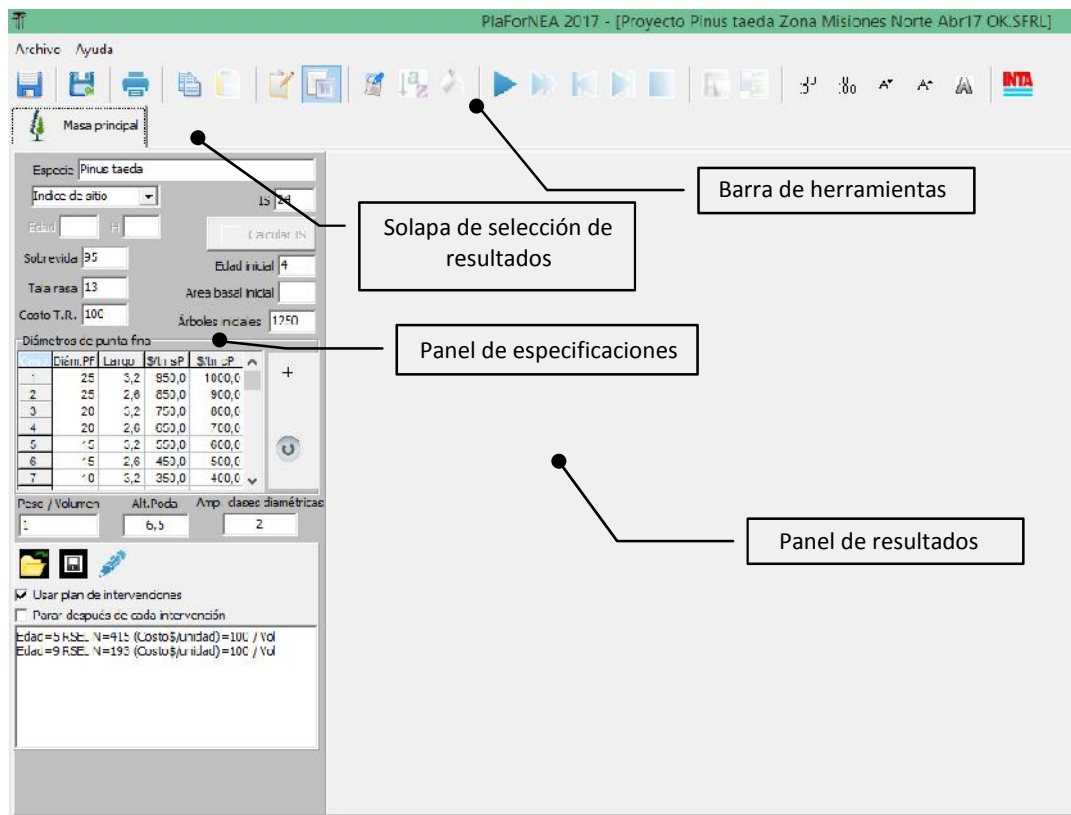 PlaForNEA 2017 - [Proyecto Pinus taeda Zona Misiones Norte Abr17 OK.SFRL]
Archivo Ayuda
INTA
Masa principal
Barra de herramientas
Solapa de selección de
resultados
Especie Pinus taeda
Indice de sitio IS
Edad H Calcular IS
Sobrevida 95 Edad inicial 4
Tala rasa 13 Area basal inicial
Costo T.R. 100 Árboles iniciales 1250
Diámetros de punta fina
Panel de especificaciones
Diám.PF Largo $/tn sP $/tn cP
1 25 3,2 950,0 1000,0
2 25 2,6 850,0 900,0
3 20 3,2 750,0 800,0
4 20 2,6 650,0 700,0
5 15 3,2 550,0 600,0
6 15 2,6 450,0 500,0
7 10 3,2 350,0 400,0
Peso / Volumen Alt.Poda Amp. clases diamétricas
1 6,5 2
Panel de resultados
Usar plan de intervenciones
Parar después de cada intervención
Edad=5 RSEL N=415 (Costo$/unidad)=100 / Vol
Edad=9 RSEL N=193 (Costo$/unidad)=100 / Vol